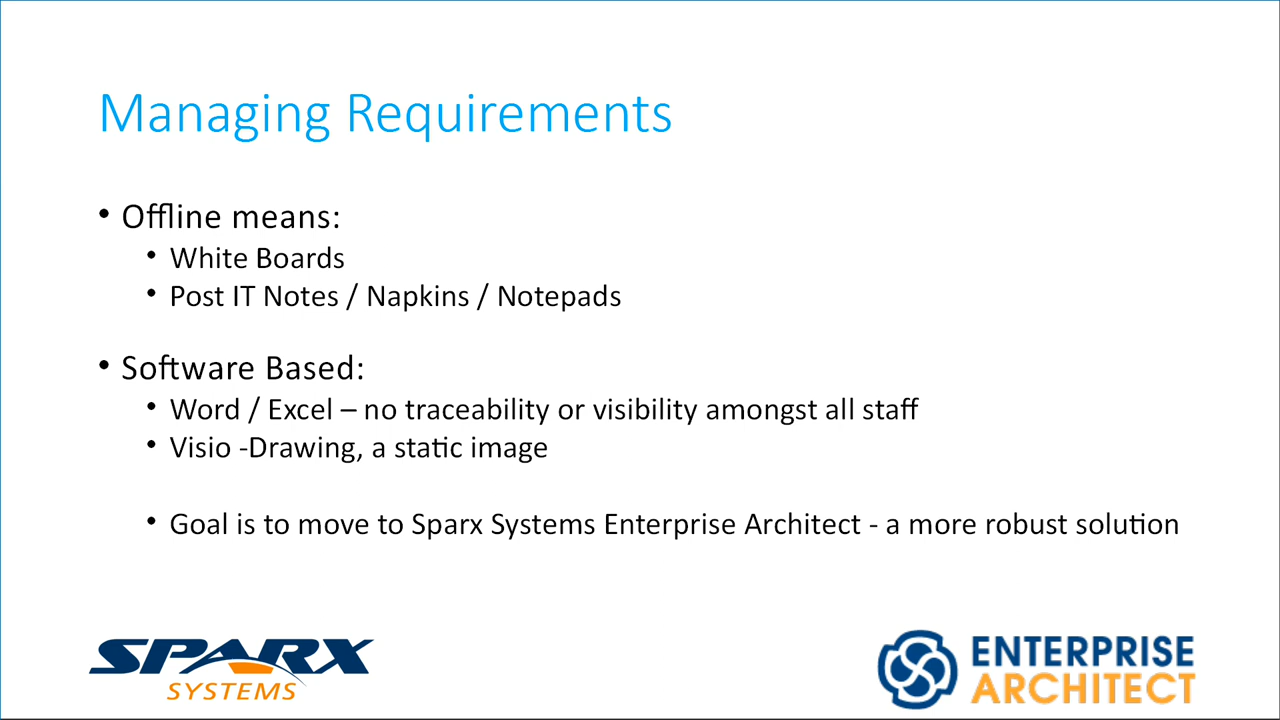 Managing Requirements
• Offline means:
• White Boards
• Post IT Notes / Napkins / Notepads
• Software Based:
• Word / Excel – no traceability or visibility amongst all staff
• Visio -Drawing, a static image
• Goal is to move to Sparx Systems Enterprise Architect - a more robust solution
SPARX
SYSTEMS
ENTERPRISE
ARCHITECT